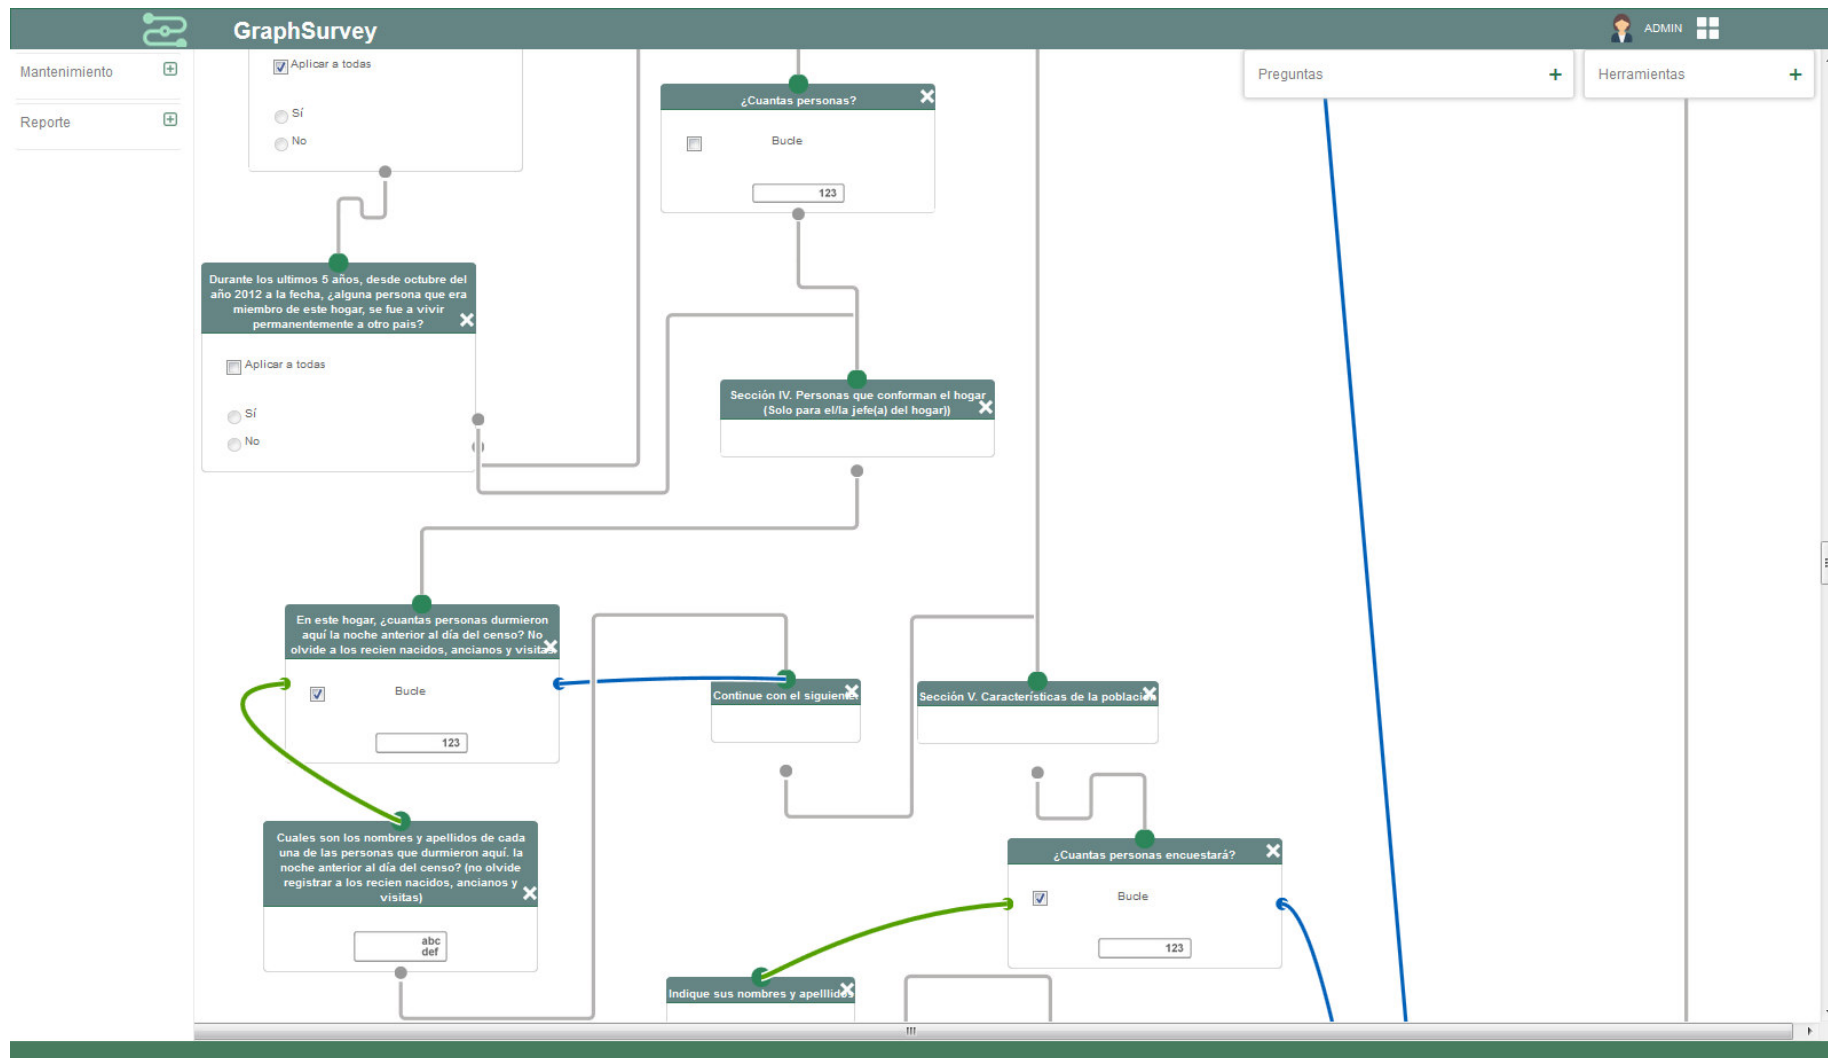 GraphSurvey
ADMIN
Mantenimiento
Reporte
Preguntas
Herramientas
Aplicar a todas
Sí
No
¿Cuantas personas?
Bucle
123
Durante los ultimos 5 años, desde octubre del
año 2012 a la fecha, ¿alguna persona que era
miembro de este hogar, se fue a vivir
permanentemente a otro pais?
Aplicar a todas
Sí
No
Sección IV. Personas que conforman el hogar
(Solo para el/la jefe(a) del hogar))
En este hogar, ¿cuantas personas durmieron
aquí la noche anterior al día del censo? No
olvide a los recien nacidos, ancianos y visitas
Bucle
123
Continue con el siguiente:
Sección V. Características de la población
Cuales son los nombres y apellidos de cada
una de las personas que durmieron aquí. la
noche anterior al día del censo? (no olvide
registrar a los recien nacidos, ancianos y
visitas)
abc
def
¿Cuantas personas encuestará?
Bucle
123
Indique sus nombres y apelllidos